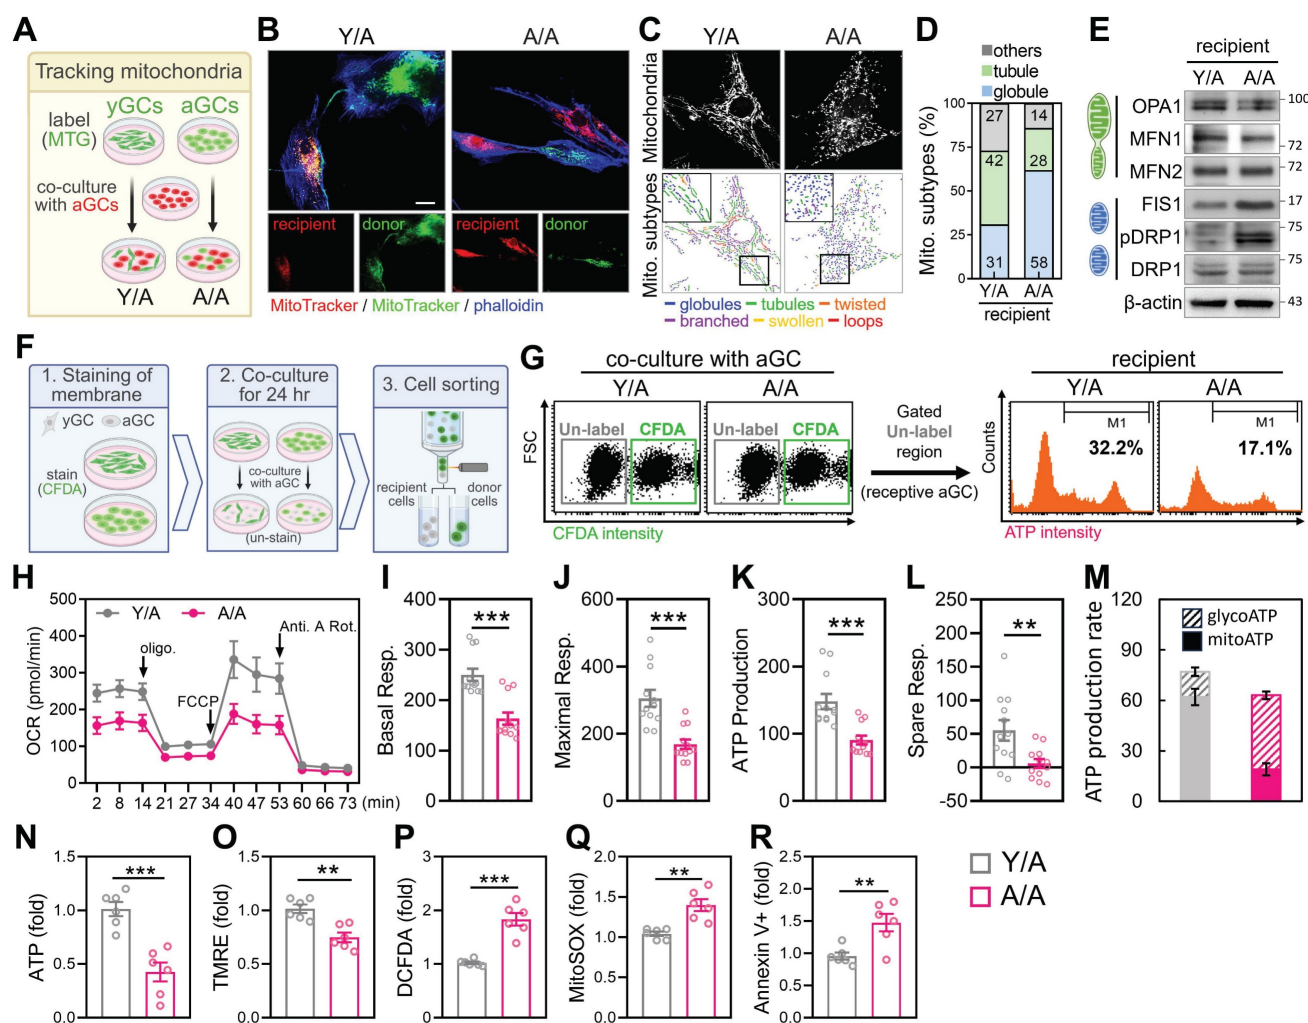 A
Tracking mitochondria
yGCs aGCs
label
(MTG)
co-culture
with aGCs
Y/A A/A
B
Y/A A/A
recipient donor recipient donor
MitoTracker / MitoTracker / phalloidin
C
Y/A A/A
Mitochondria
Mito. subtypes
globules tubules twisted
branched swollen loops
D
others
tubule
globule
Mito. subtypes (%)
100
75
50
25
0
27 14
42 28
31 58
Y/A A/A
recipient
E
recipient
Y/A A/A
OPA1 100
MFN1 72
MFN2 72
FIS1 17
pDRP1 75
DRP1 75
β-actin 43
F
1. Staining of
membrane
yGC aGC
stain
(CFDA)
2. Co-culture
for 24 hr
co-culture
with aGC
(un-stain)
3. Cell sorting
recipient
cells
donor
cells
G
co-culture with aGC
Y/A A/A
FSC
Un-label CFDA Un-label CFDA
CFDA intensity
Gated
Un-label
region
(receptive aGC)
recipient
Y/A A/A
Counts
M1 M1
32.2% 17.1%
ATP intensity
H
Y/A A/A
OCR (pmol/min)
500
400
300
200
100
0
oligo.
FCCP
Anti. A Rot.
2 8 14 21 27 34 40 47 53 60 66 73 (min)
I
Basal Resp.
400
300
200
100
0
***
J
Maximal Resp.
600
400
200
0
***
K
ATP Production
300
200
100
0
***
L
Spare Resp.
250
200
150
100
50
0
-50
**
M
ATP production rate
120
90
60
30
0
glycoATP
mitoATP
N
ATP (fold)
1.5
1.0
0.5
0.0
***
O
TMRE (fold)
1.5
1.0
0.5
0.0
**
P
DCFDA (fold)
3
2
1
0
***
Q
MitoSOX (fold)
2.0
1.5
1.0
0.5
0.0
**
R
Annexin V+ (fold)
2.5
2.0
1.5
1.0
0.5
0.0
**
Y/A
A/A